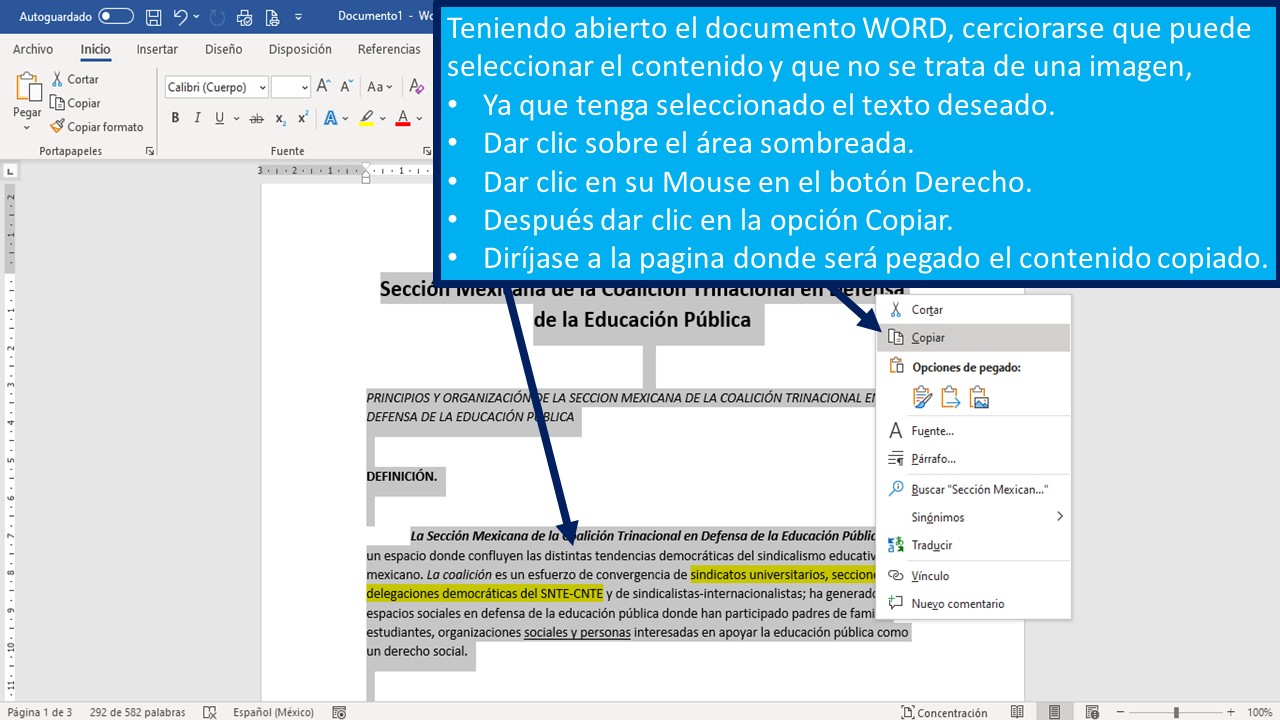 Autoguardado
Documento1 - Wo
Archivo Inicio Insertar Diseño Disposición Referencias
Pegar
Cortar
Copiar
Copiar formato
Portapapeles
Calibri (Cuerpo)
Fuente
Teniendo abierto el documento WORD, cerciorarse que puede
seleccionar el contenido y que no se trata de una imagen,
• Ya que tenga seleccionado el texto deseado.
• Dar clic sobre el área sombreada.
• Dar clic en su Mouse en el botón Derecho.
• Después dar clic en la opción Copiar.
• Diríjase a la pagina donde será pegado el contenido copiado.
Sección Mexicana de la Coalición Trinacional en Defensa
de la Educación Pública
PRINCIPIOS Y ORGANIZACIÓN DE LA SECCION MEXICANA DE LA COALICIÓN TRINACIONAL EN
DEFENSA DE LA EDUCACIÓN PÚBLICA
DEFINICIÓN.
La Sección Mexicana de la Coalición Trinacional en Defensa de la Educación Públic
un espacio donde confluyen las distintas tendencias democráticas del sindicalismo educativ
mexicano. La coalición es un esfuerzo de convergencia de sindicatos universitarios, seccione
delegaciones democráticas del SNTE-CNTE y de sindicalistas-internacionalistas; ha generado
espacios sociales en defensa de la educación pública donde han participado padres de fami
estudiantes, organizaciones sociales y personas interesadas en apoyar la educación pública como
un derecho social.
Cortar
Copiar
Opciones de pegado:
Fuente...
Párrafo...
Buscar "Sección Mexican..."
Sinónimos
Traducir
Vínculo
Nuevo comentario
Página 1 de 3 292 de 582 palabras Español (México) Concentración 100%